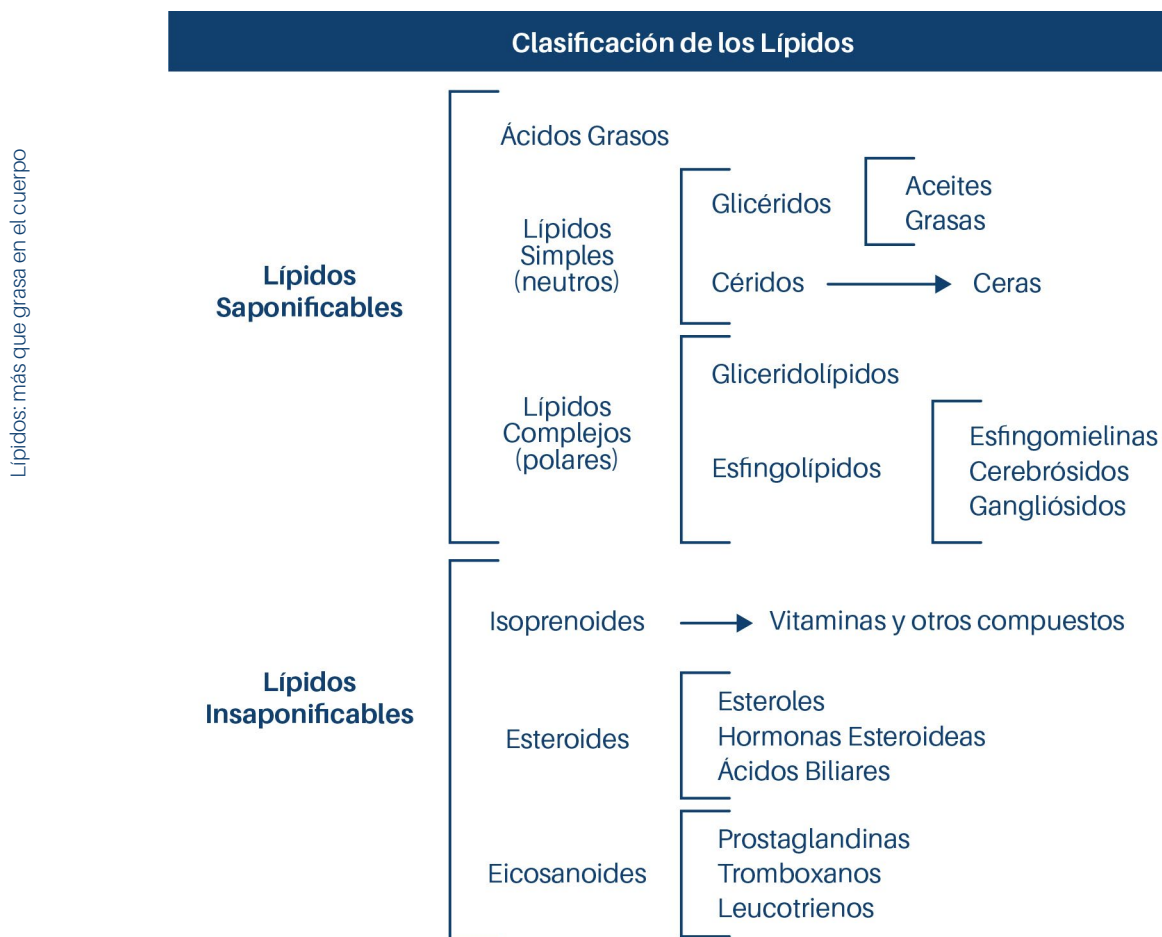 Clasificación de los Lípidos
Lípidos: más que grasa en el cuerpo
Lípidos
Saponificables
Ácidos Grasos
Lípidos
Simples
(neutros)
Glicéridos
Aceites
Grasas
Céridos
Ceras
Lípidos
Complejos
(polares)
Gliceridolípidos
Esfingolípidos
Esfingomielinas
Cerebrósidos
Gangliósidos
Lípidos
Insaponificables
Isoprenoides
Vitaminas y otros compuestos
Esteroides
Esteroles
Hormonas Esteroideas
Ácidos Biliares
Eicosanoides
Prostaglandinas
Tromboxanos
Leucotrienos